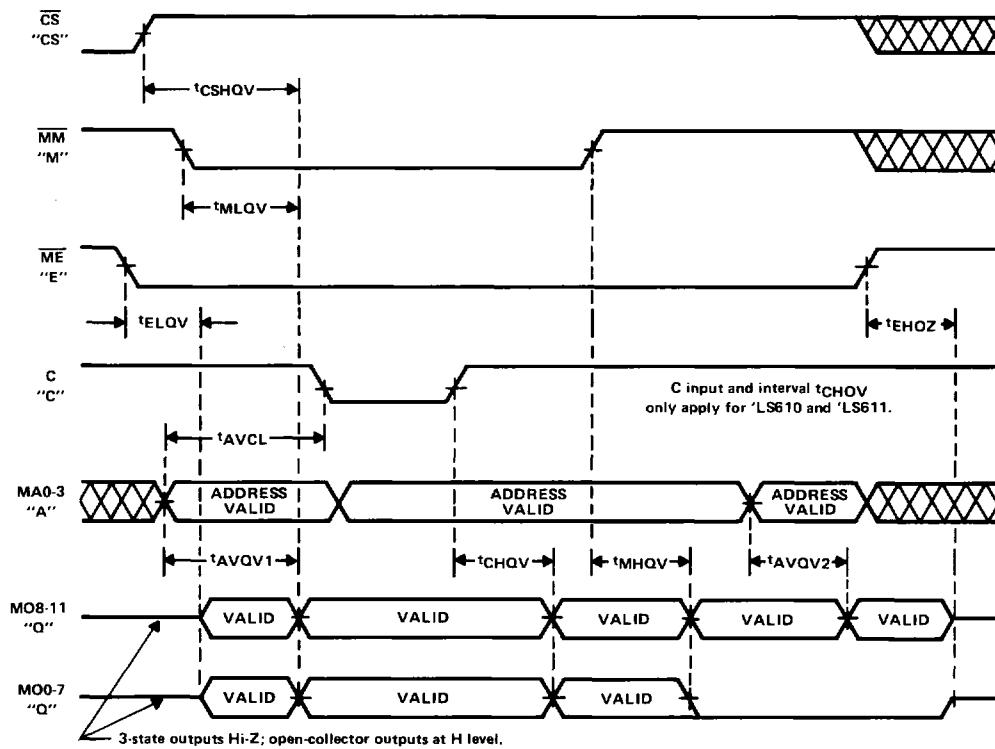 CS
"CS"
tCSHQV
MM
"M"
tMLQV
ME
"E"
tELQV
tEHQZ
C
"C"
C input and interval tCHQV
only apply for 'LS610 and 'LS611.
tAVCL
MA0-3
"A"
ADDRESS
VALID
ADDRESS
VALID
ADDRESS
VALID
tAVQV1
tCHQV
tMHQV
tAVQV2
MO8-11
"Q"
VALID
VALID
VALID
VALID
VALID
MO0-7
"Q"
VALID
VALID
VALID
3-state outputs Hi-Z; open-collector outputs at H level.